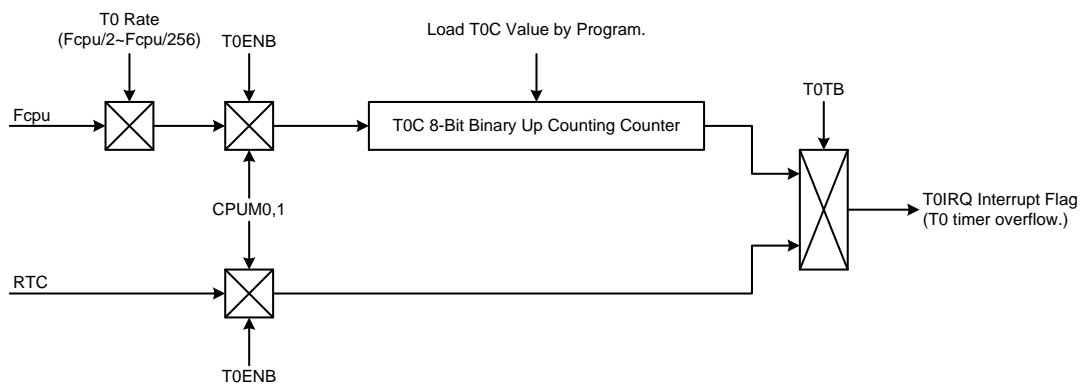 T0 Rate
(Fcpu/2~Fcpu/256)
T0ENB
Load T0C Value by Program.
T0TB
Fcpu
T0C 8-Bit Binary Up Counting Counter
CPUM0,1
T0IRQ Interrupt Flag
(T0 timer overflow.)
RTC
T0ENB